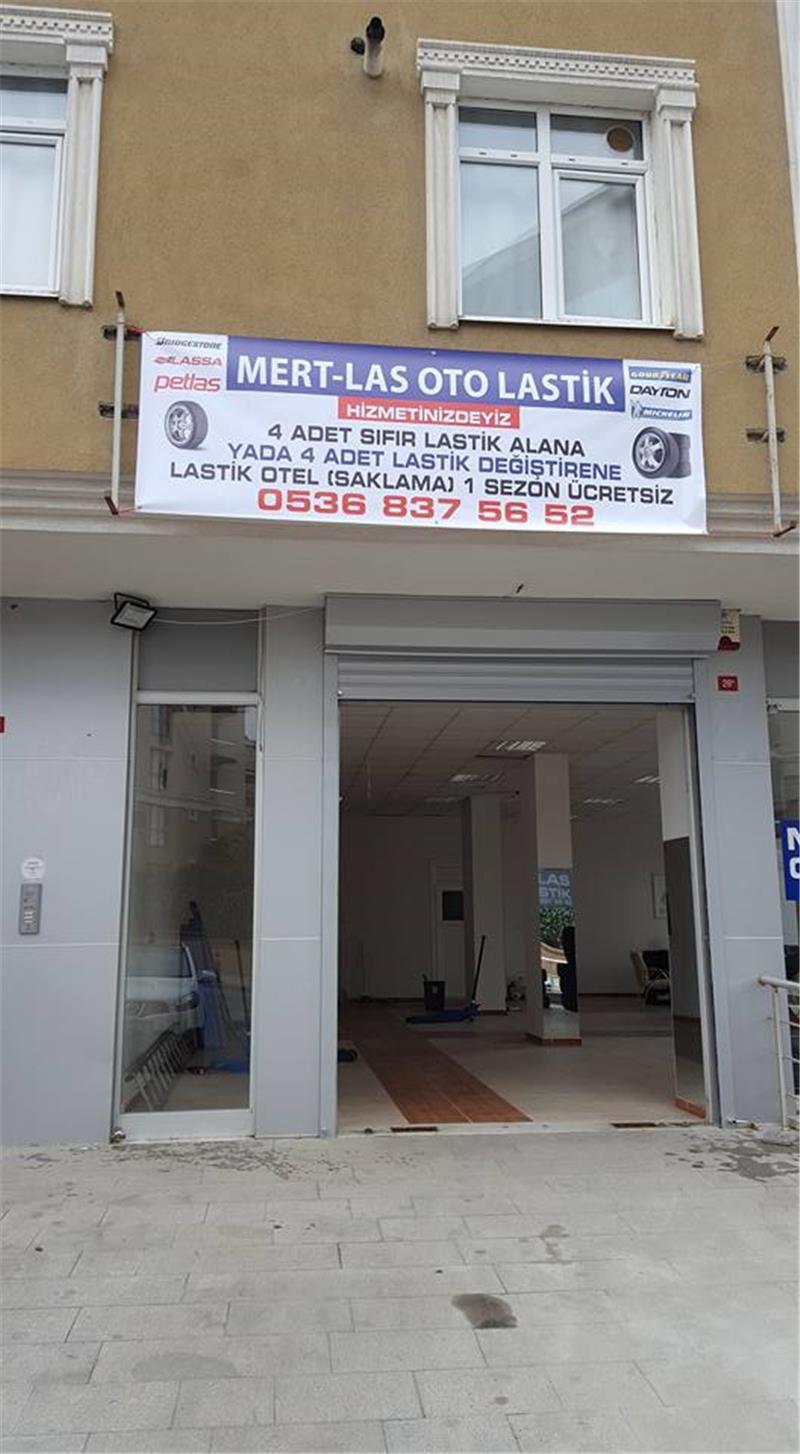 BRIDGESTONE
LASSA
petlas
MERT-LAS OTO LASTİK
GOODYEAR
DAYTON
MICHELIN
HİZMETİNİZDEYİZ
4 ADET SIFIR LASTİK ALANA
YADA 4 ADET LASTİK DEĞİŞTİRENE
LASTİK OTEL (SAKLAMA) 1 SEZON ÜCRETSİZ
0536 837 56 52
LAS
STİK